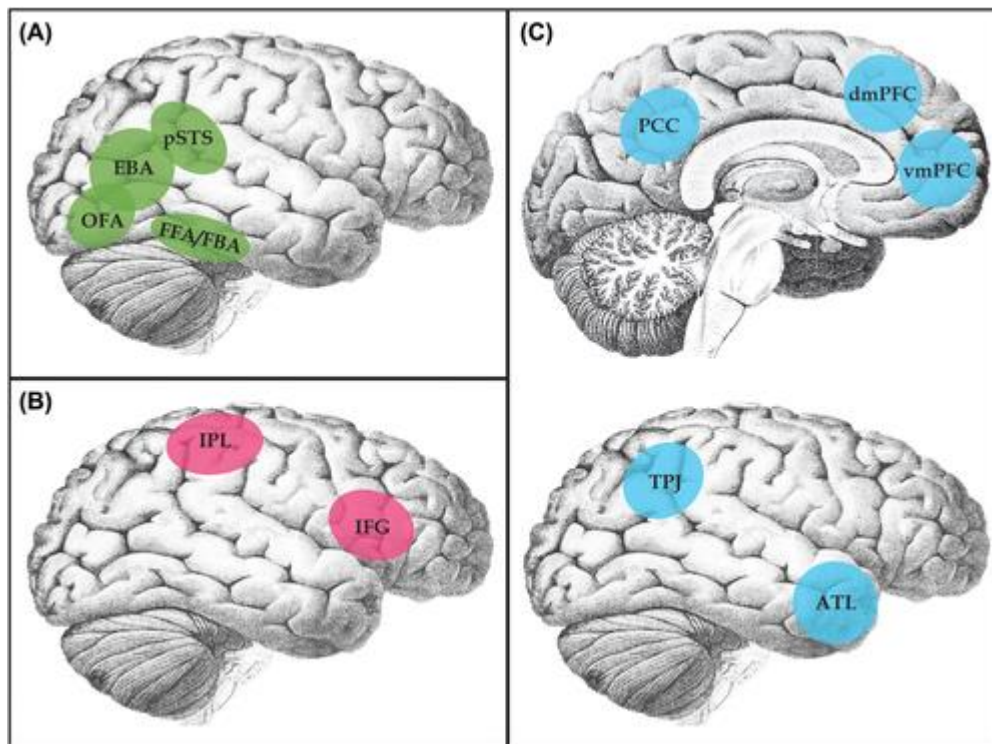 (A)
pSTS
EBA
OFA
FFA/FBA
(B)
IPL
IFG
(C)
dmPFC
PCC
vmPFC
TPJ
ATL